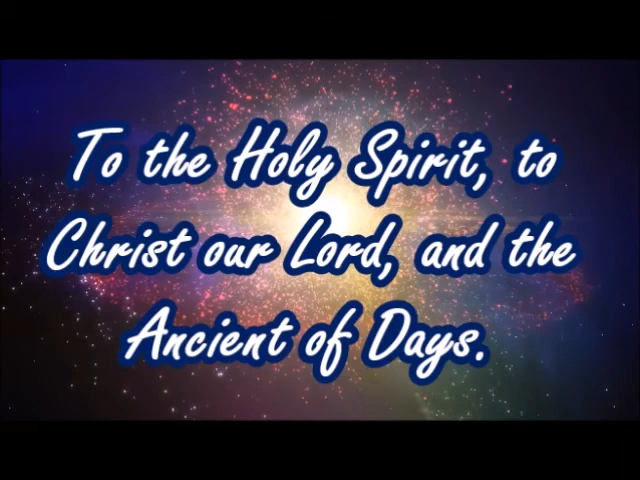 To the Holy Spirit, to
Christ our Lord, and the
Ancient of Days.